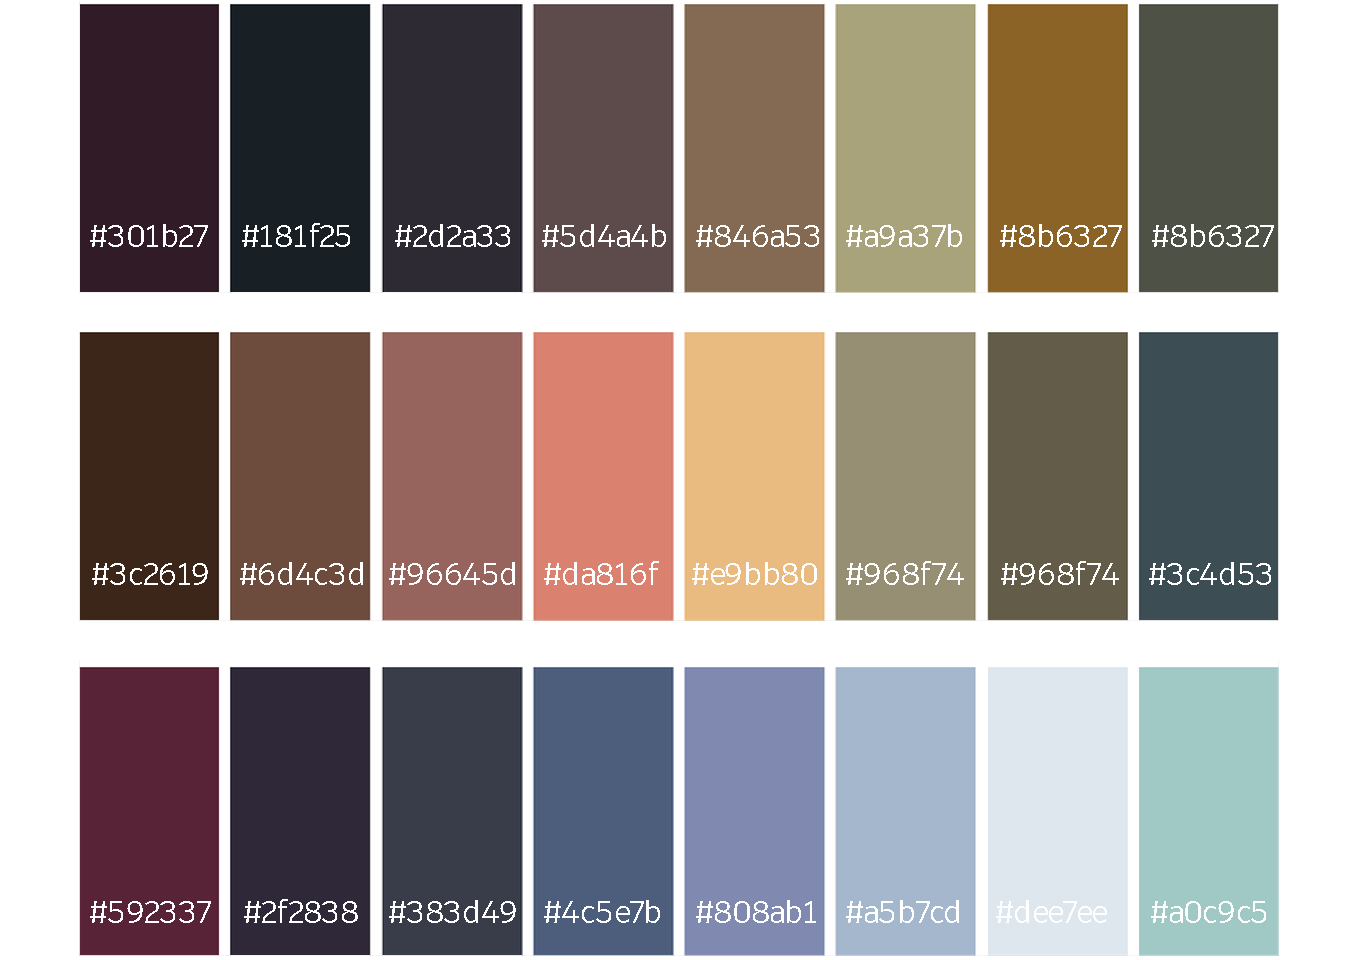 #301b27 #181f25 #2d2a33 #5d4a4b #846a53 #a9a37b #8b6327 #8b6327
#3c2619 #6d4c3d #96645d #da816f #e9bb80 #968f74 #968f74 #3c4d53
#592337 #2f2838 #383d49 #4c5e7b #808ab1 #a5b7cd #dee7ee #a0c9c5